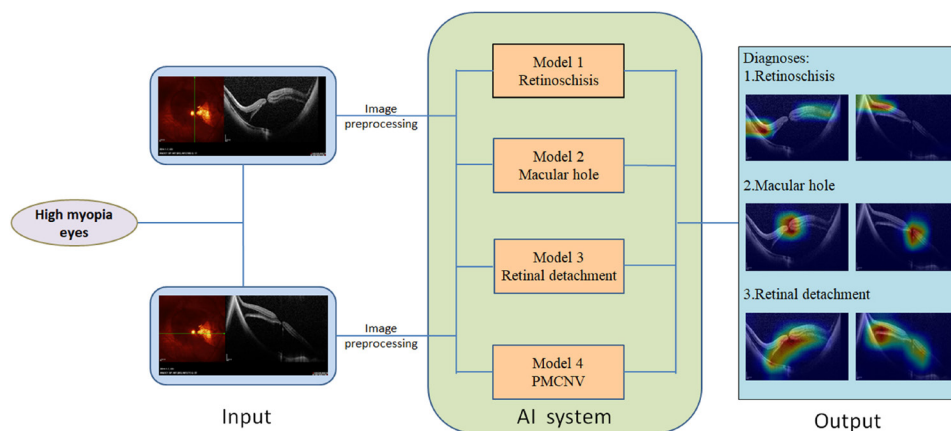 High myopia
eyes
Image
preprocessing
Image
preprocessing
Input
Model 1
Retinoschisis
Model 2
Macular hole
Model 3
Retinal detachment
Model 4
PMCNV
AI system
Diagnoses:
1.Retinoschisis
2.Macular hole
3.Retinal detachment
Output